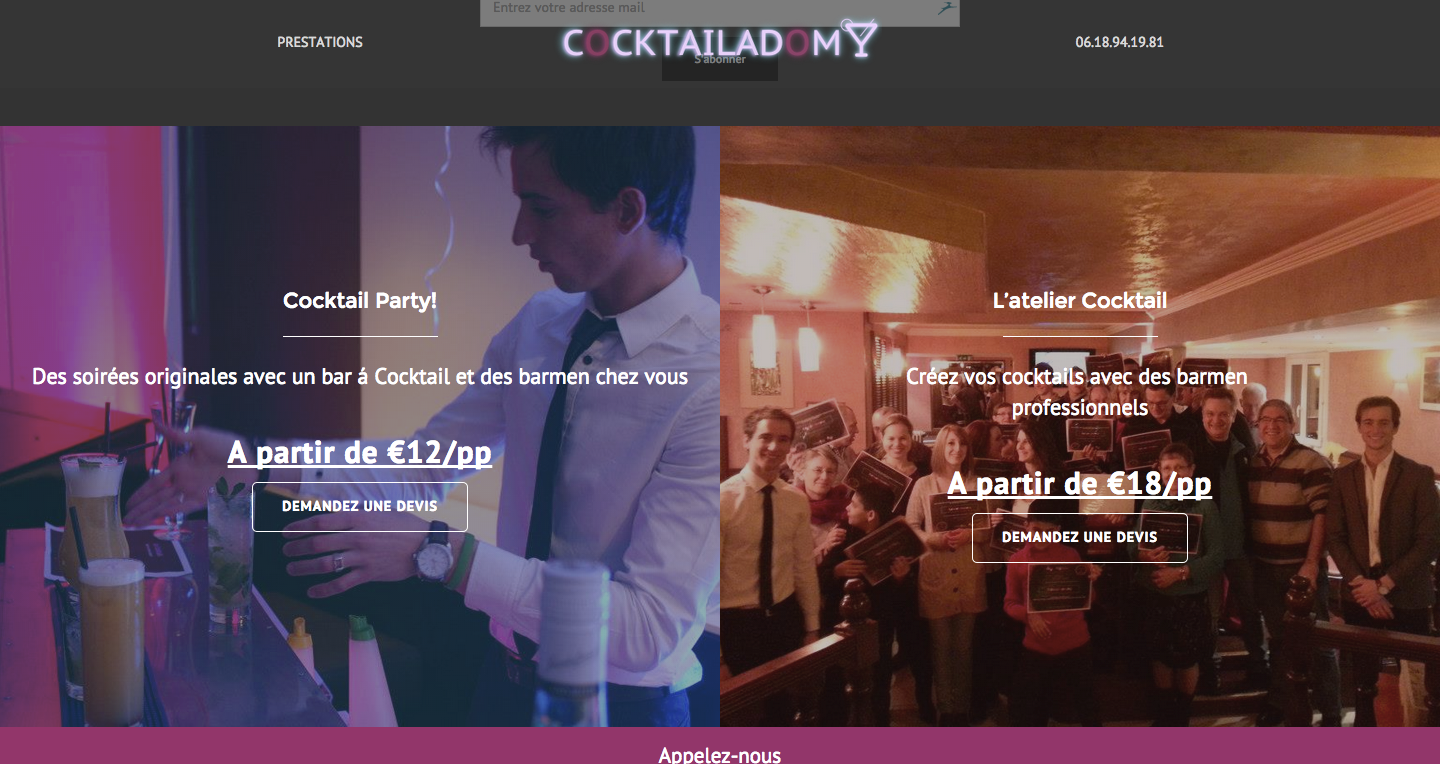 Entrez votre adresse mail
PRESTATIONS
COCKTAILADOMY
06.18.94.19.81
S'abonner
Cocktail Party!
Des soirées originales avec un bar á Cocktail et des barmen chez vous
A partir de €12/pp
DEMANDEZ UNE DEVIS
L'atelier Cocktail
Créez vos cocktails avec des barmen
professionnels
A partir de €18/pp
DEMANDEZ UNE DEVIS
Appelez-nous